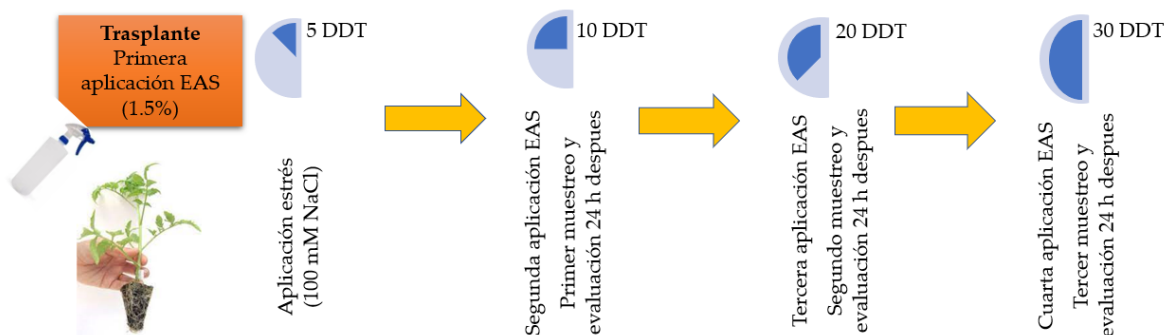 Trasplante
Primera
aplicación EAS
(1.5%)
5 DDT
Aplicación estrés
(100 mM NaCl)
10 DDT
Segunda aplicación EAS
Primer muestreo y
evaluación 24 h despues
20 DDT
Tercera aplicación EAS
Segundo muestreo y
evaluación 24 h despues
30 DDT
Cuarta aplicación EAS
Tercer muestreo y
evaluación 24 h despues